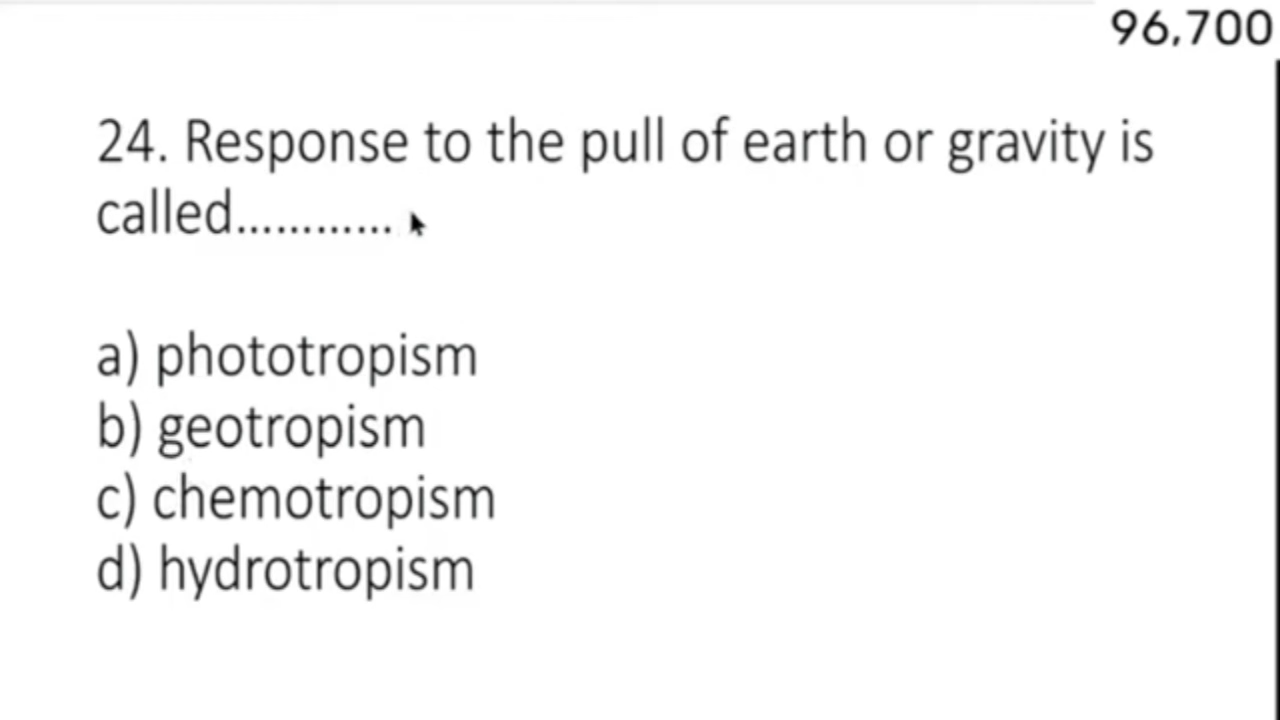 96,700
24. Response to the pull of earth or gravity is
called............
a) phototropism
b) geotropism
c) chemotropism
d) hydrotropism